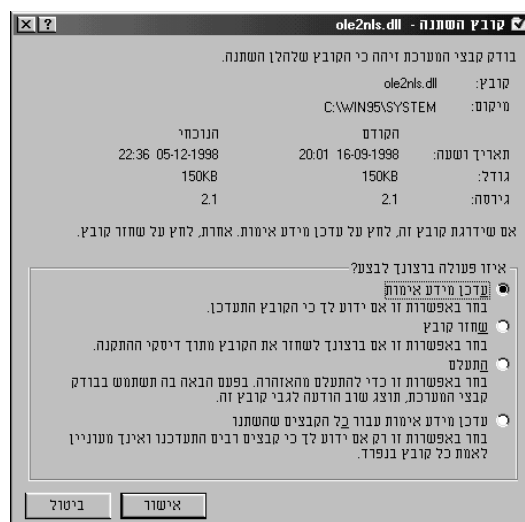 קובץ השתנה - ole2nls.dll
בודק קבצי המערכת זיהה כי הקובץ שלהלן השתנה.
קובץ: ole2nls.dll
מיקום: C:\WIN95\SYSTEM
הקודם הנוכחי
תאריך ושעה: 16-09-1998 20:01 05-12-1998 22:36
גודל: 150KB 150KB
גירסה: 2.1 2.1
אם שידרגת קובץ זה, לחץ על עדכן מידע אימות. אחרת, לחץ על שחזר קובץ.
איזו פעולה ברצונך לבצע?
עדכן מידע אימות
בחר באפשרות זו אם ידוע לך כי הקובץ התעדכן.
שחזר קובץ
בחר באפשרות זו אם ברצונך לשחזר את הקובץ מתוך דיסקי ההתקנה.
התעלם
בחר באפשרות זו כדי להתעלם מהאזהרה. בפעם הבאה בה תשתמש בבודק
קבצי המערכת, תוצג שוב הודעה לגבי קובץ זה.
עדכן מידע אימות עבור כל הקבצים שהשתנו
בחר באפשרות זו רק אם ידוע לך כי קבצים רבים התעדכנו ואינך מעוניין
לאמת כל קובץ בנפרד.
אישור ביטול